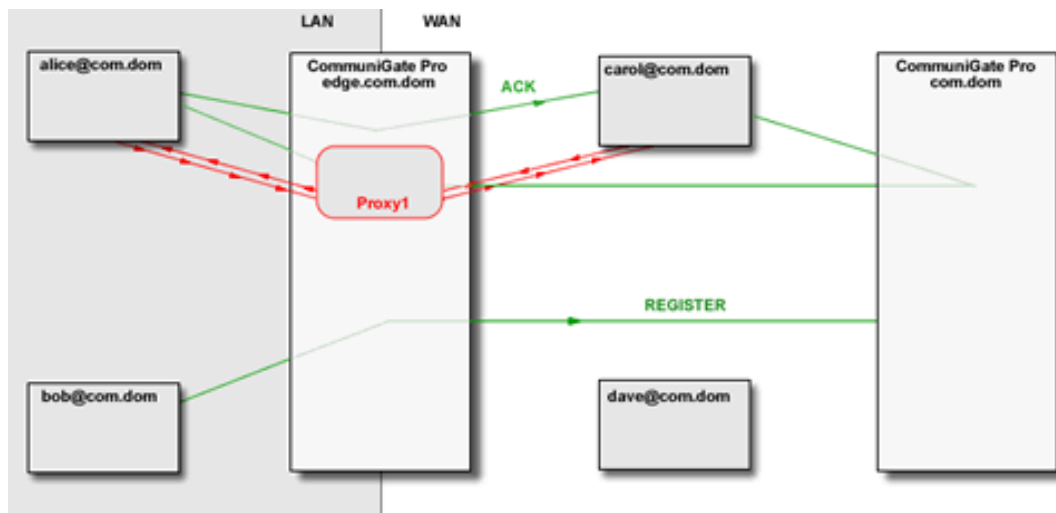 LAN WAN
alice@com.dom
CommuniGate Pro
edge.com.dom
carol@com.dom
CommuniGate Pro
com.dom
ACK
Proxy1
REGISTER
bob@com.dom
dave@com.dom